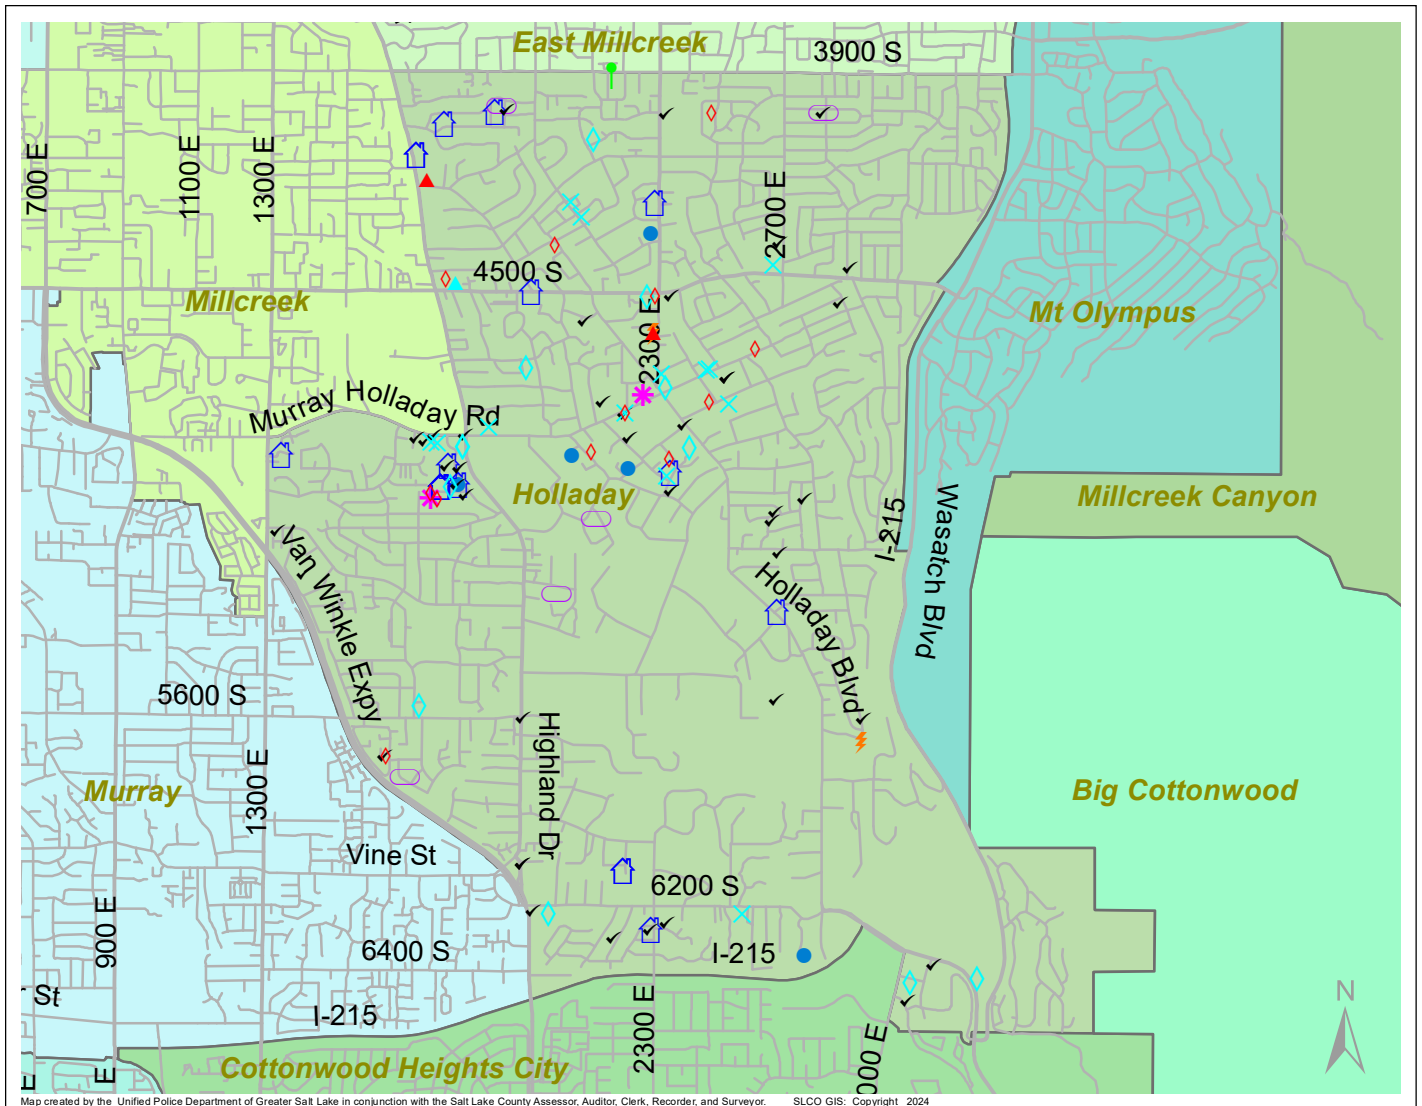 East Millcreek
3900 S
700 E
1100 E
1300 E
2700 E
4500 S
Millcreek
Mt Olympus
2300 E
Murray Holladay Rd
Holladay
Millcreek Canyon
I-215
Wasatch Blvd
Van Winkle Expy
Holladay Blvd
5600 S
Highland Dr
Murray
1300 E
Big Cottonwood
Vine St
6200 S
900 E
6400 S
I-215
St
I-215
2300 E
000 E
N
Cottonwood Heights City
E
E
Map created by the Unified Police Department of Greater Salt Lake in conjunction with the Salt Lake County Assessor, Auditor, Clerk, Recorder, and Surveyor. SLCO GIS: Copyright 2024